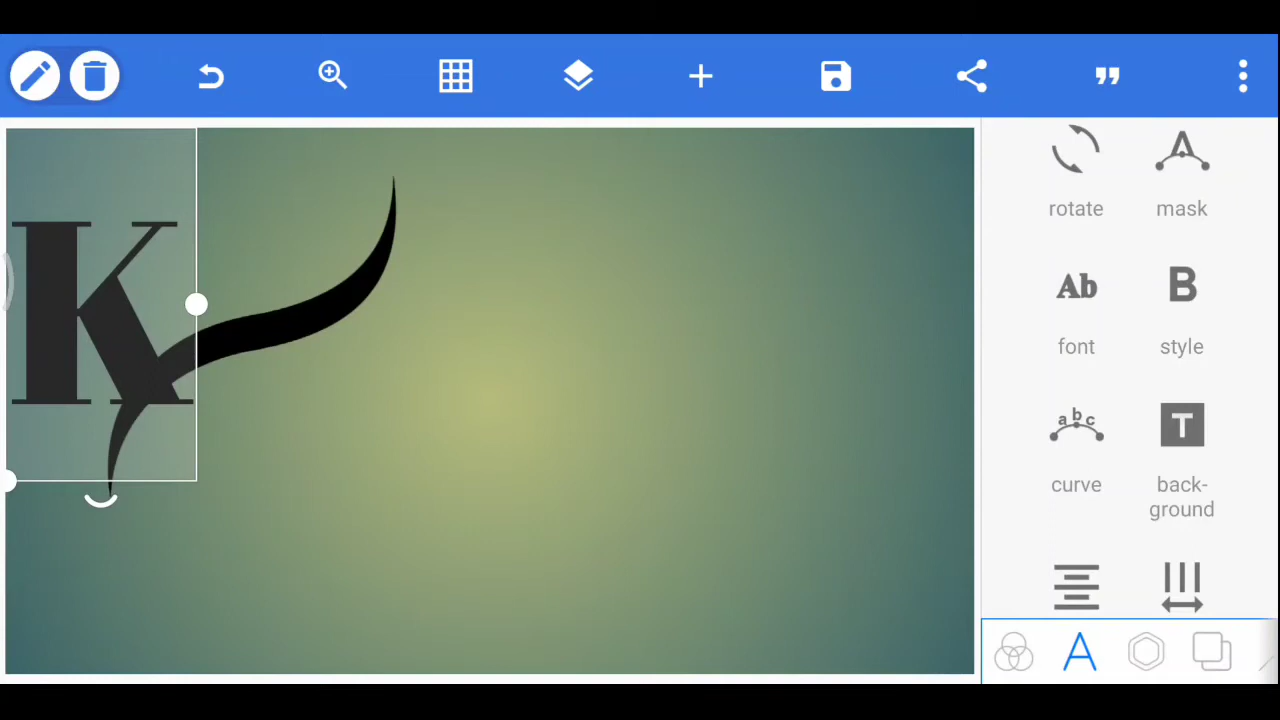 K
rotate
mask
Ab
B
font
style
abc
T
curve
back-
ground
A